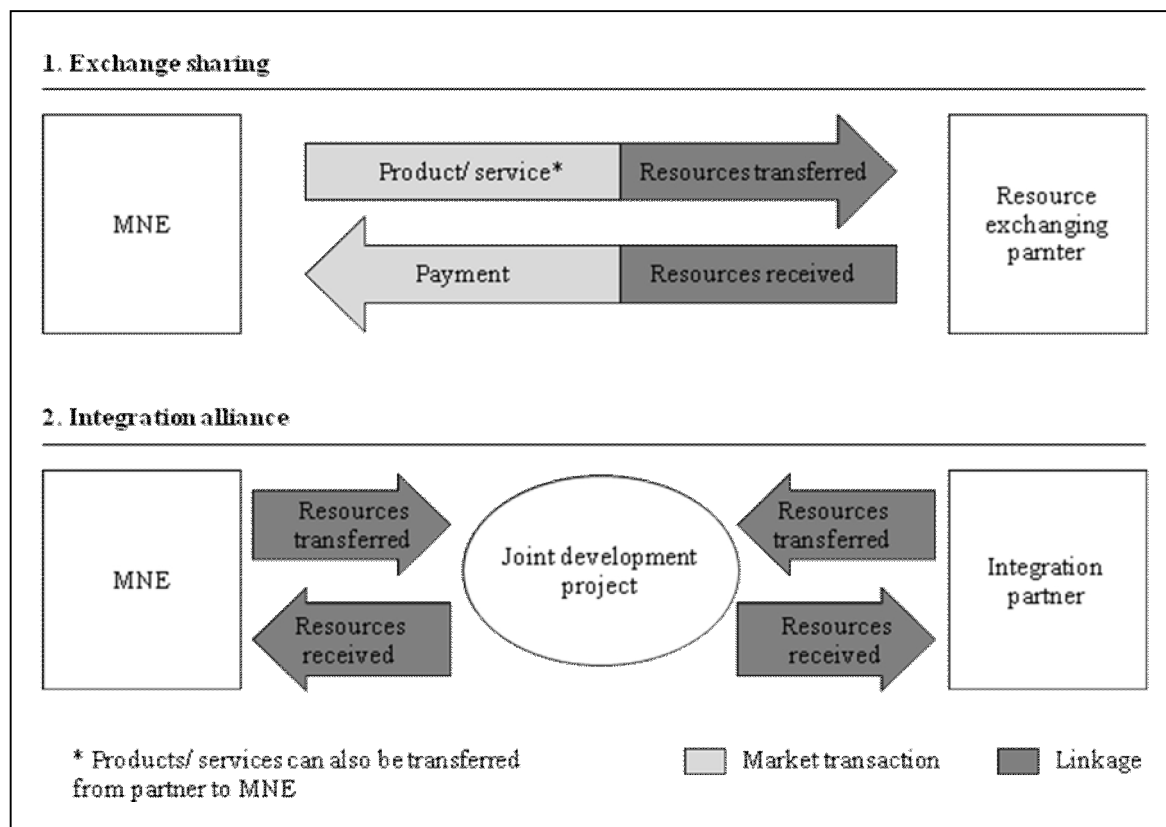 1. Exchange sharing
MNE
Product/ service*
Resources transferred
Payment
Resources received
Resource
exchanging
parnter
2. Integration alliance
MNE
Resources
transferred
Resources
received
Joint development
project
Resources
transferred
Resources
received
Integration
partner
* Products/ services can also be transferred
from partner to MNE
Market transaction
Linkage